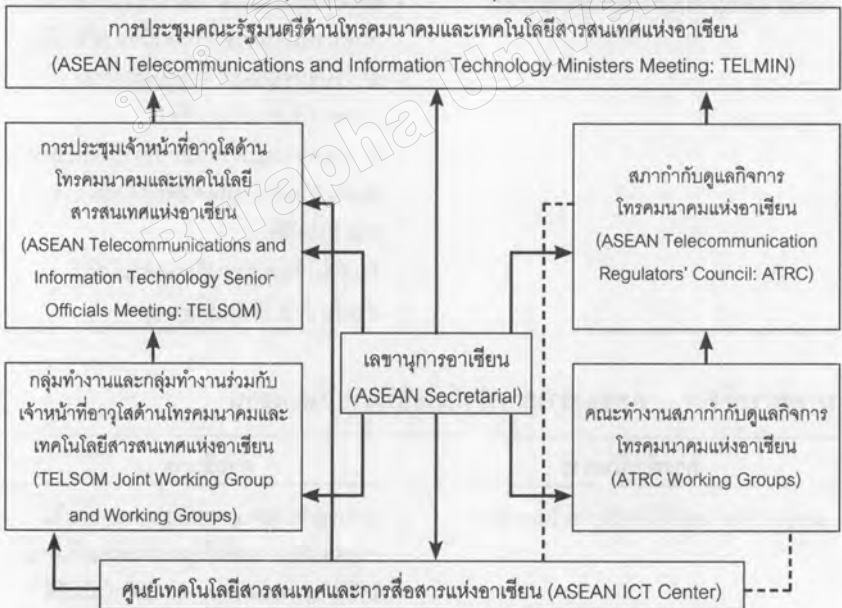 การประชุมคณะรัฐมนตรีด้านโทรคมนาคมและเทคโนโลยีสารสนเทศแห่งอาเซียน
(ASEAN Telecommunications and Information Technology Ministers Meeting: TELMIN)
การประชุมเจ้าหน้าที่อาวุโสด้าน
โทรคมนาคมและเทคโนโลยี
สารสนเทศแห่งอาเซียน
(ASEAN Telecommunications and
Information Technology Senior
Officials Meeting: TELSOM)
สภากำกับดูแลกิจการ
โทรคมนาคมแห่งอาเซียน
(ASEAN Telecommunication
Regulators' Council: ATRC)
เลขานุการอาเซียน
(ASEAN Secretarial)
กลุ่มทำงานและกลุ่มทำงานร่วมกับ
เจ้าหน้าที่อาวุโสด้านโทรคมนาคมและ
เทคโนโลยีสารสนเทศแห่งอาเซียน
(TELSOM Joint Working Group
and Working Groups)
คณะทำงานสภากำกับดูแลกิจการ
โทรคมนาคมแห่งอาเซียน
(ATRC Working Groups)
ศูนย์เทคโนโลยีสารสนเทศและการสื่อสารแห่งอาเซียน (ASEAN ICT Center)
Burapha Univer